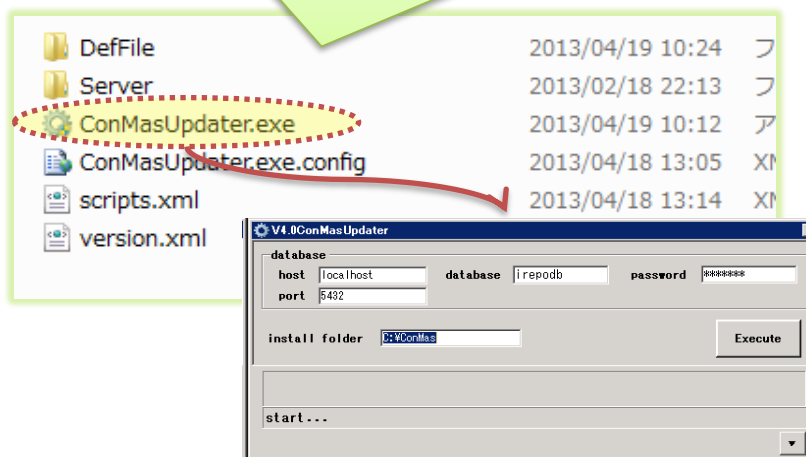 DefFile 2013/04/19 10:24 フ
Server 2013/02/18 22:13 フ
ConMasUpdater.exe 2013/04/19 10:12 ア
ConMasUpdater.exe.config 2013/04/18 13:05 XM
scripts.xml 2013/04/18 13:14 XM
version.xml
V4.0ConMasUpdater
database
host localhost database irepodb password *******
port 5432
install folder C:¥ConMas Execute
start...